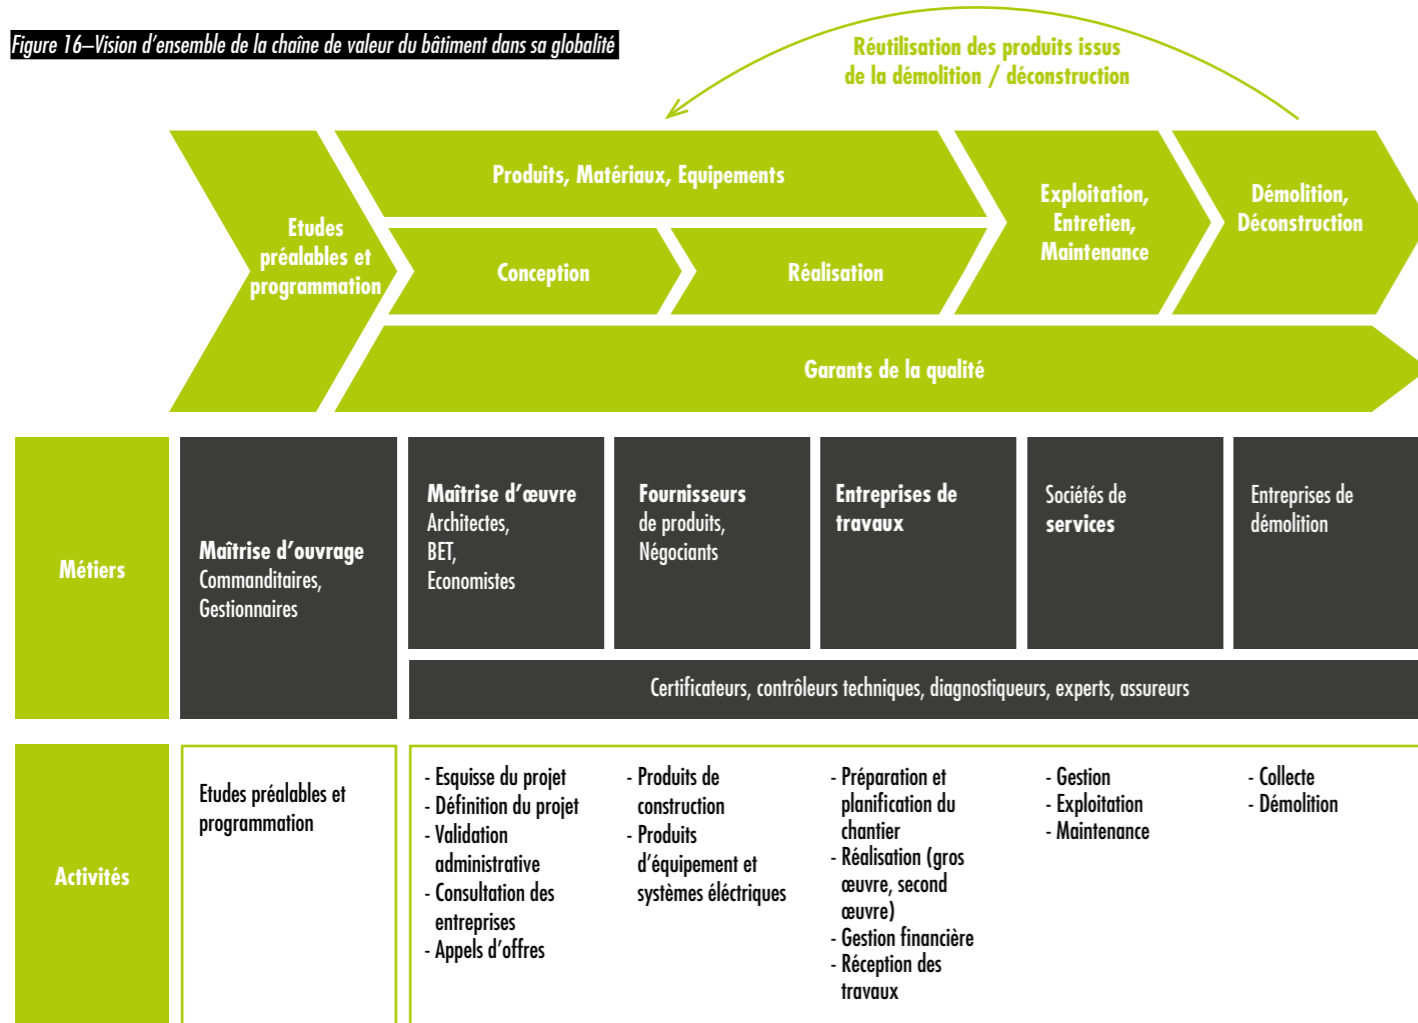 Figure 16–Vision d'ensemble de la chaîne de valeur du bâtiment dans sa globalité
Réutilisation des produits issus
de la démolition / déconstruction
Etudes
préalables et
programmation
Produits, Matériaux, Equipements
Conception
Réalisation
Exploitation,
Entretien,
Maintenance
Démolition,
Déconstruction
Garants de la qualité
Métiers
Maîtrise d'ouvrage
Commanditaires,
Gestionnaires
Maîtrise d'œuvre
Architectes,
BET,
Economistes
Fournisseurs
de produits,
Négociants
Entreprises de
travaux
Sociétés de
services
Entreprises de
démolition
Certificateurs, contrôleurs techniques, diagnostiqueurs, experts, assureurs
Activités
Etudes préalables et
programmation
- Esquisse du projet
- Définition du projet
- Validation
administrative
- Consultation des
entreprises
- Appels d'offres
- Produits de
construction
- Produits
d'équipement et
systèmes éléctriques
- Préparation et
planification du
chantier
- Réalisation (gros
œuvre, second
œuvre)
- Gestion financière
- Réception des
travaux
- Gestion
- Exploitation
- Maintenance
- Collecte
- Démolition